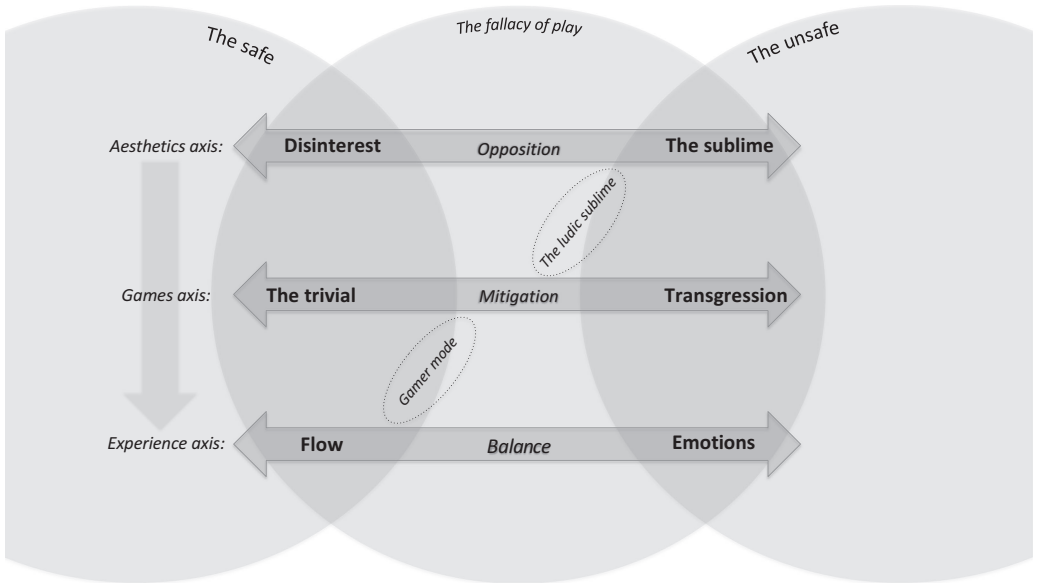 The safe
The fallacy of play
The unsafe
Aesthetics axis:
Disinterest
Opposition
The sublime
The ludic sublime
Games axis:
The trivial
Mitigation
Transgression
Gamer mode
Experience axis:
Flow
Balance
Emotions